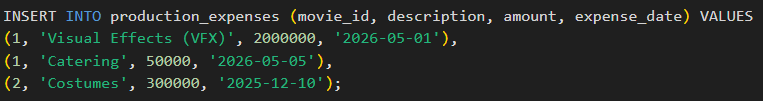 INSERT INTO production_expenses (movie_id, description, amount, expense_date) VALUES
(1, 'Visual Effects (VFX)', 2000000, '2026-05-01'),
(1, 'Catering', 50000, '2026-05-05'),
(2, 'Costumes', 300000, '2025-12-10');